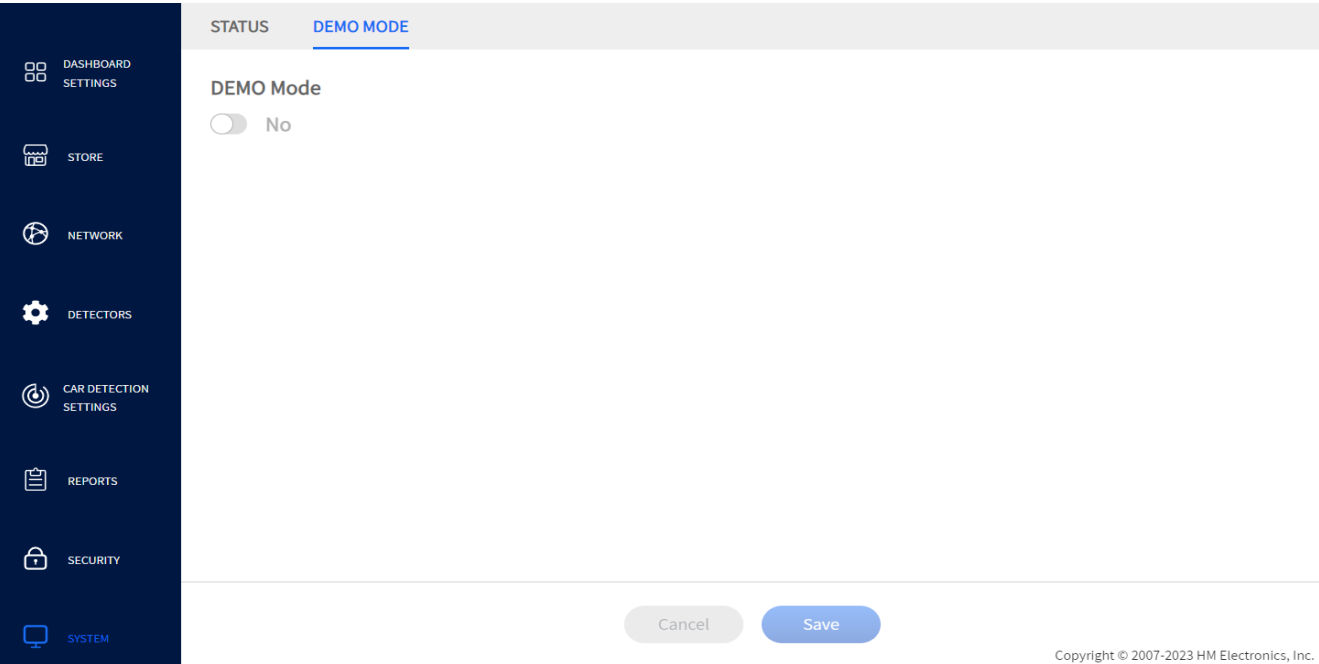 STATUS DEMO MODE
DASHBOARD
SETTINGS
STORE
NETWORK
DETECTORS
CAR DETECTION
SETTINGS
REPORTS
SECURITY
SYSTEM
DEMO Mode
No
Cancel Save
Copyright © 2007-2023 HM Electronics, Inc.